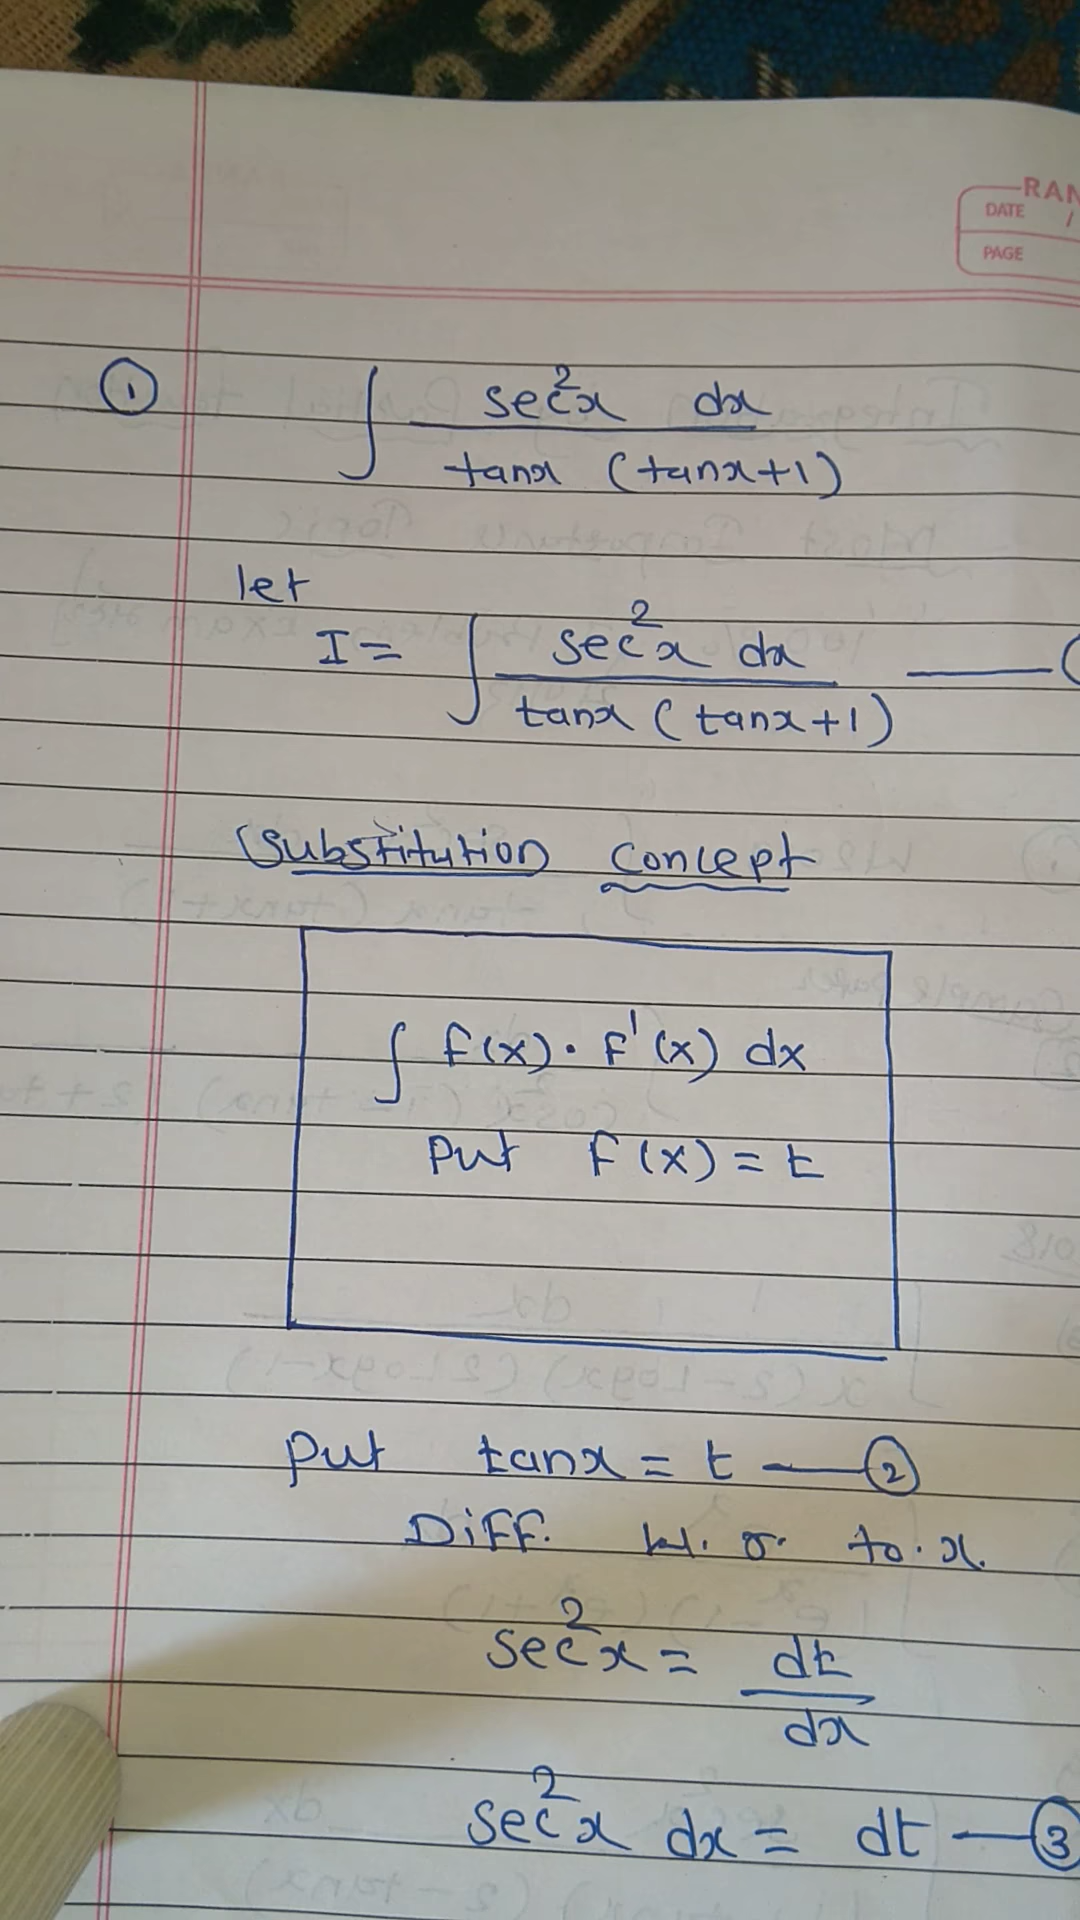 RAN
DATE /
PAGE
① ∫ sec²x dx / tanx (tanx+1)
let
I = ∫ sec²x dx / tanx (tanx+1) —— (
Substitution concept
∫ f(x) · f'(x) dx
Put f(x) = t
Put tanx = t —— ②
Diff. w. r. to. x.
sec²x = dt/dx
sec²x dx = dt — ③